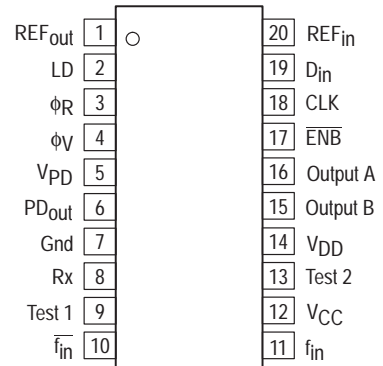 REFout 1 20 REFin
LD 2 19 Din
ϕR 3 18 CLK
ϕV 4 17 E̅N̅B̅
VPD 5 16 Output A
PDout 6 15 Output B
Gnd 7 14 VDD
Rx 8 13 Test 2
Test 1 9 12 VCC
f̅i̅n̅ 10 11 fin